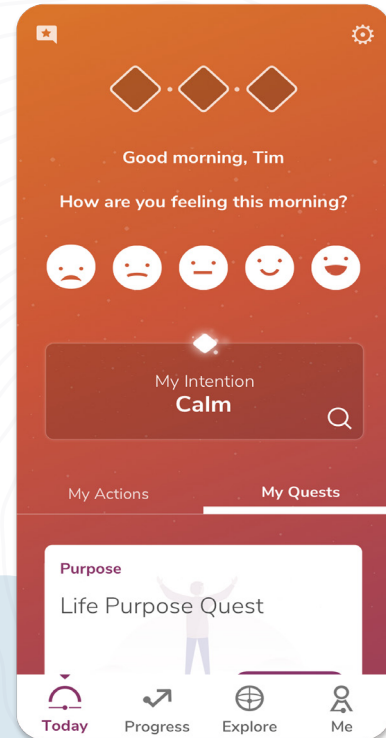 Good morning, Tim
How are you feeling this morning?
My Intention
Calm
My Actions
My Quests
Purpose
Life Purpose Quest
Today
Progress
Explore
Me